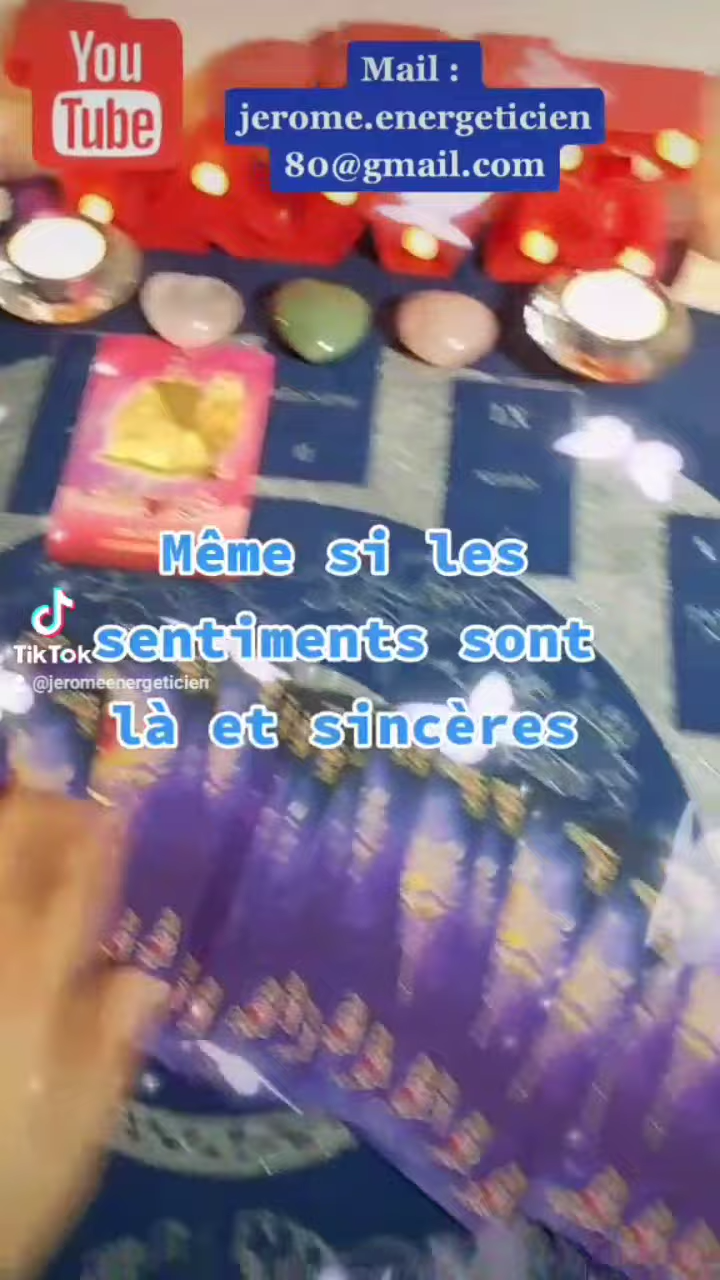 You
Tube
Mail :
jerome.energeticien
80@gmail.com
Même si les
sentiments sont
là et sincères
TikTok
@jeromeenergeticien